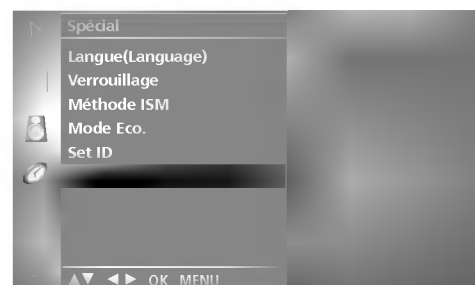 Spécial
Langue(Language)
Verrouillage
Méthode ISM
Mode Eco.
Set ID
▲▼ ◀▶ OK MENU